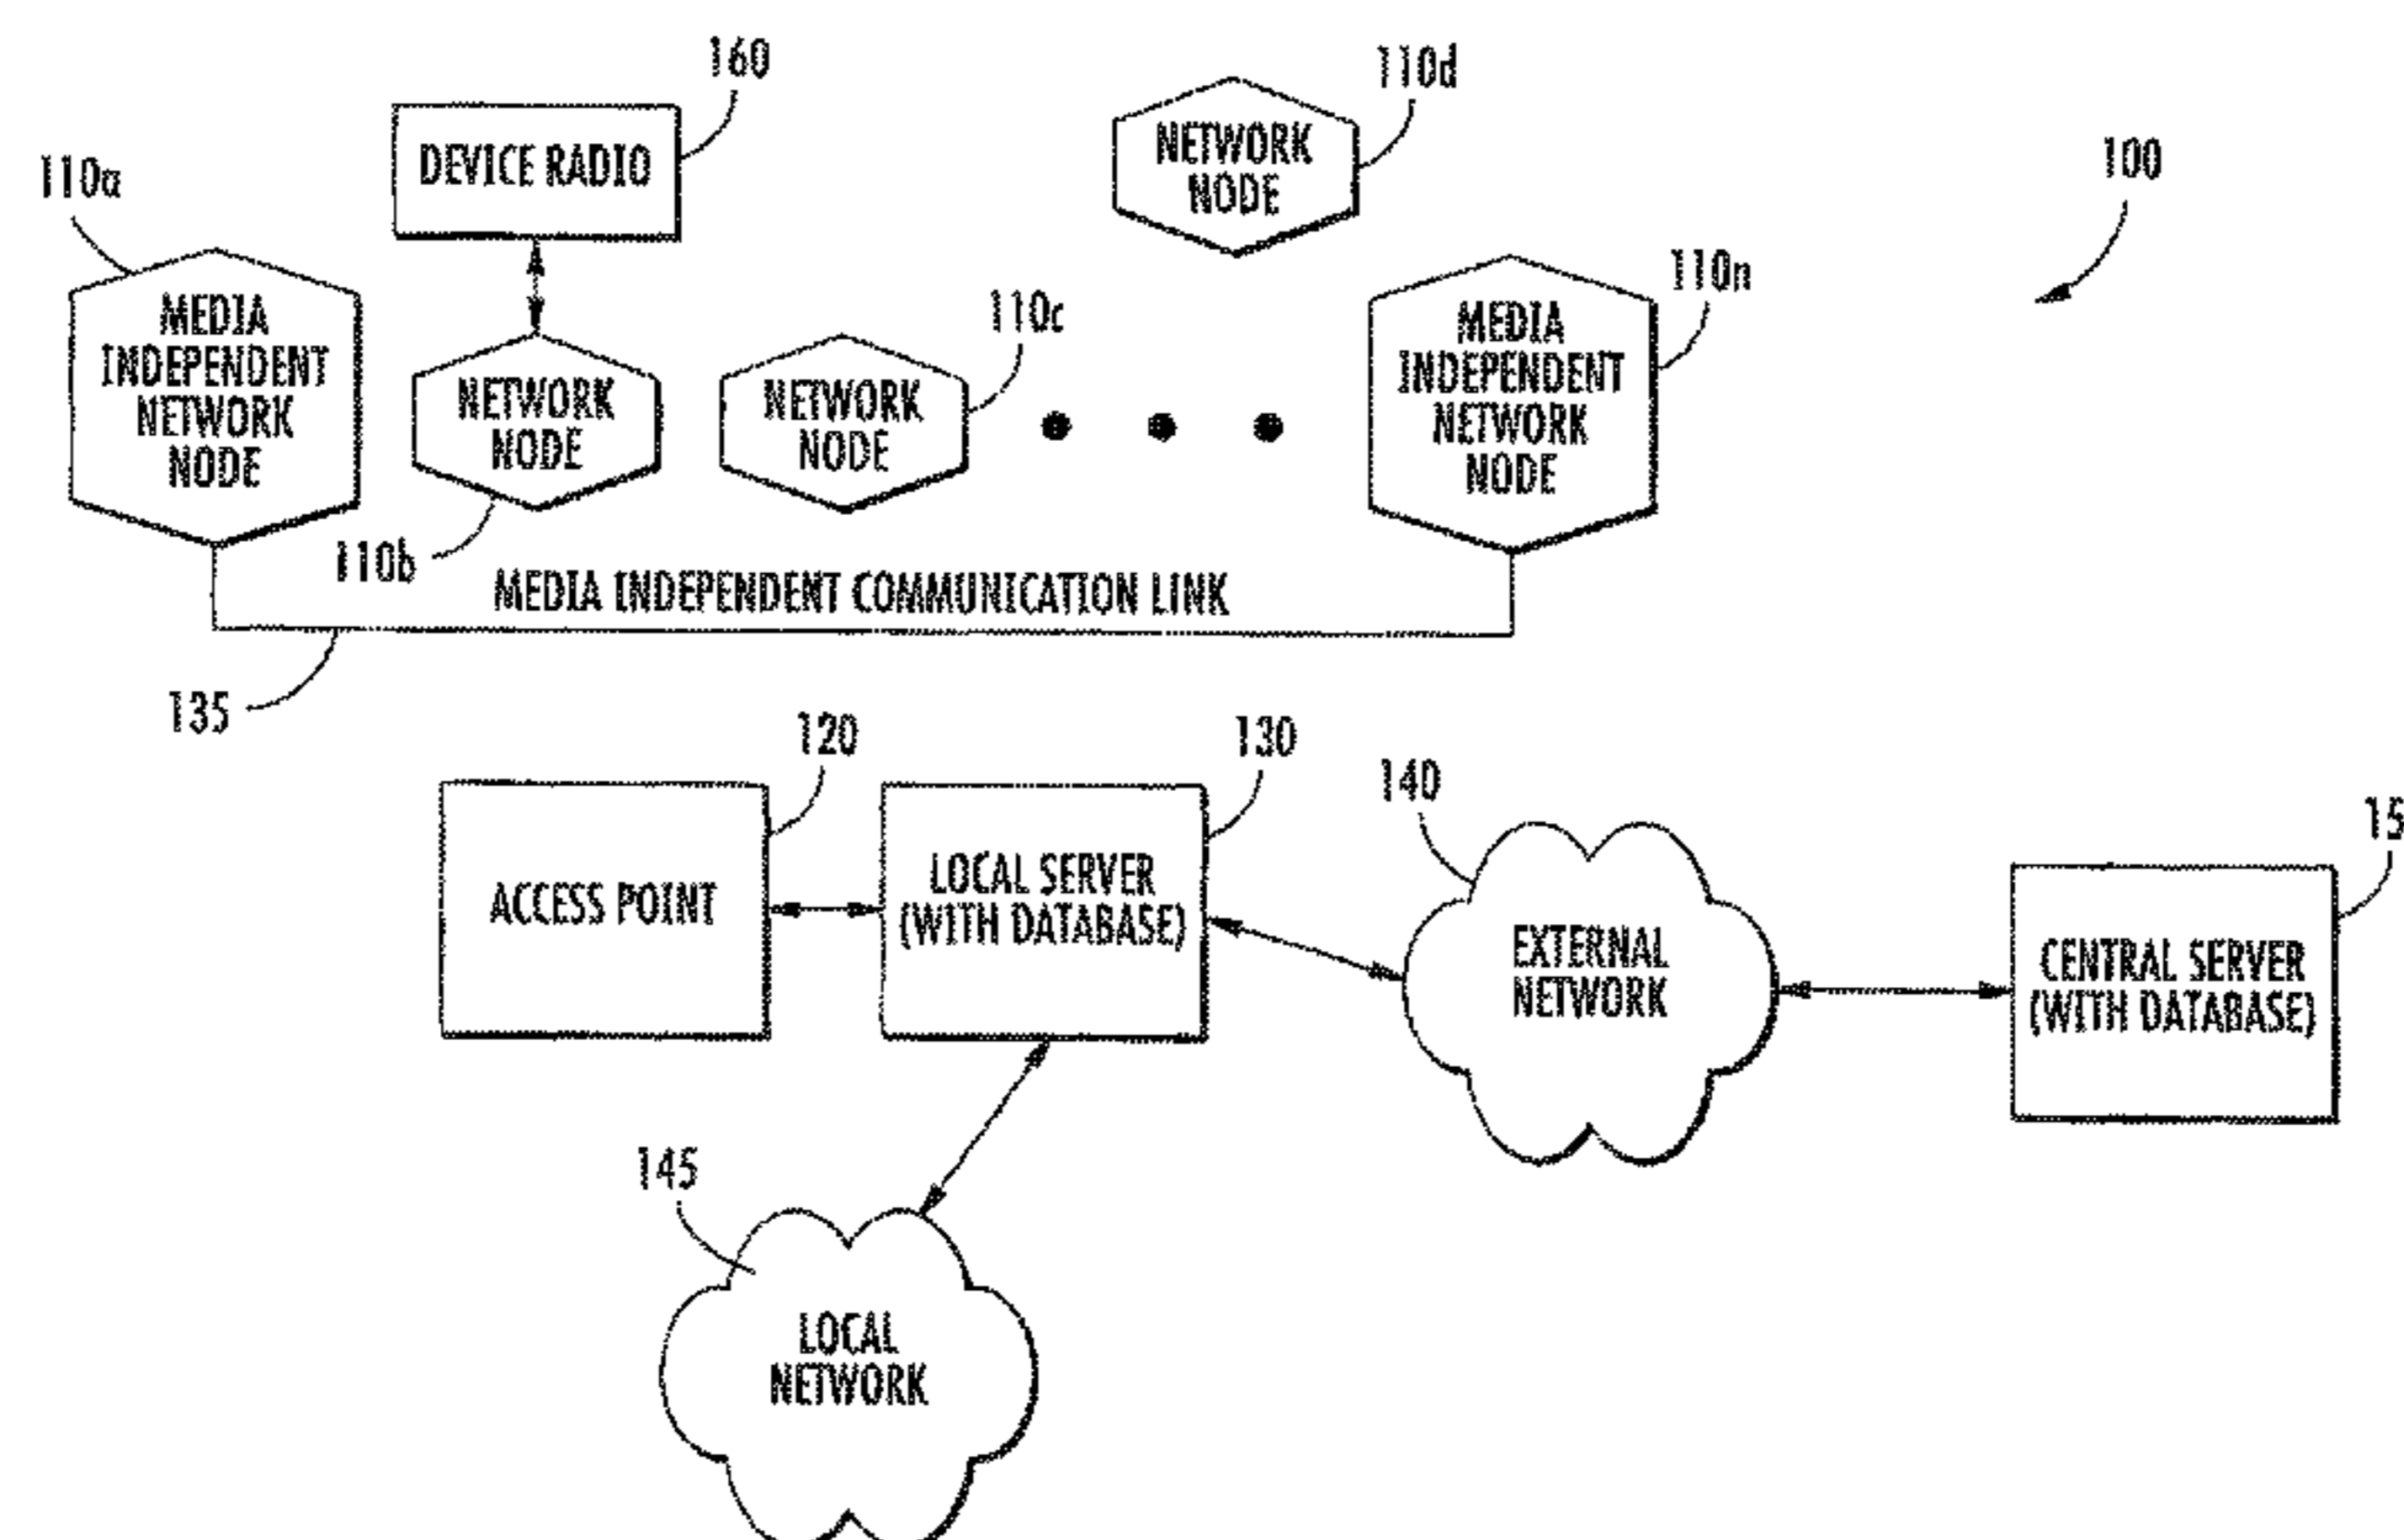 160
110d
DEVICE RADIO
NETWORK
NODE
100
110a
110n
MEDIA
INDEPENDENT
NETWORK
NODE
110c
NETWORK
NODE
NETWORK
NODE
MEDIA
INDEPENDENT
NETWORK
NODE
110b
MEDIA INDEPENDENT COMMUNICATION LINK
135
120
130
140
15
ACCESS POINT
LOCAL SERVER
(WITH DATABASE)
EXTERNAL
NETWORK
CENTRAL SERVER
(WITH DATABASE)
145
LOCAL
NETWORK